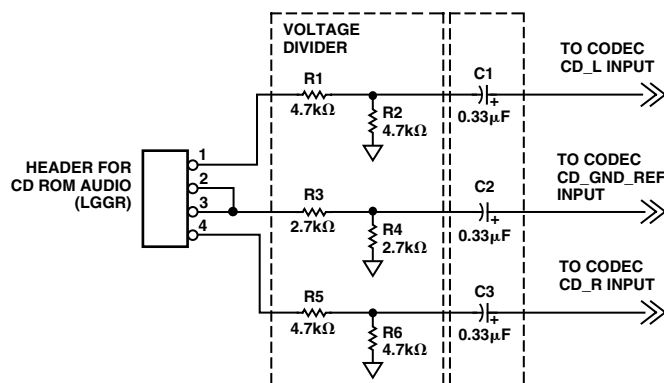 VOLTAGE
DIVIDER
TO CODEC
CD_L INPUT
R1
4.7kΩ
R2
4.7kΩ
C1
+
0.33μF
HEADER FOR
CD ROM AUDIO
(LGGR)
1
2
3
4
R3
2.7kΩ
R4
2.7kΩ
C2
+
0.33μF
TO CODEC
CD_GND_REF
INPUT
R5
4.7kΩ
R6
4.7kΩ
C3
+
0.33μF
TO CODEC
CD_R INPUT